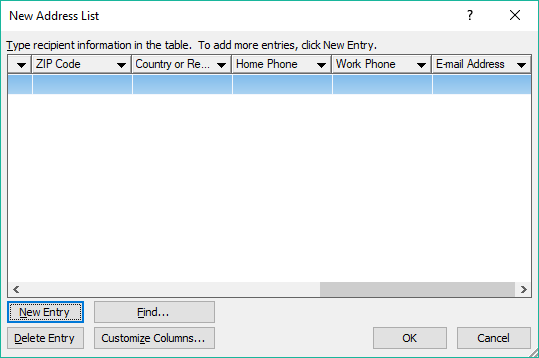 New Address List
Type recipient information in the table.  To add more entries, click New Entry.
ZIP Code Country or Re... Home Phone Work Phone E-mail Address
New Entry Find...
Delete Entry Customize Columns... OK Cancel